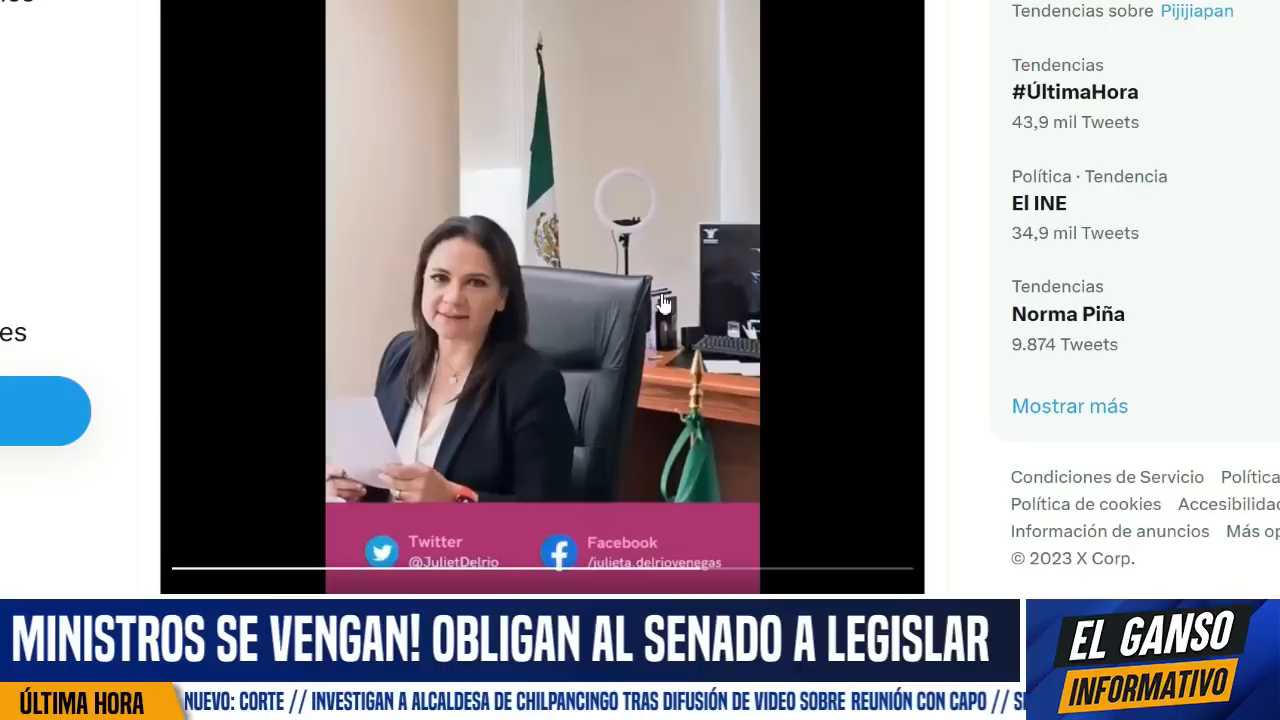 es
Tendencias sobre Pijijiapan
Tendencias
#ÚltimaHora
43,9 mil Tweets
Política · Tendencia
El INE
34,9 mil Tweets
Tendencias
Norma Piña
9.874 Tweets
Mostrar más
Condiciones de Servicio Política
Política de cookies Accesibilidad
Información de anuncios Más op
© 2023 X Corp.
Twitter
@JulietDelrio
Facebook
/julieta.delriovenegas
MINISTROS SE VENGAN! OBLIGAN AL SENADO A LEGISLAR
EL GANSO
INFORMATIVO
ÚLTIMA HORA
NUEVO: CORTE // INVESTIGAN A ALCALDESA DE CHILPANCINGO TRAS DIFUSIÓN DE VIDEO SOBRE REUNIÓN CON CAPO // S